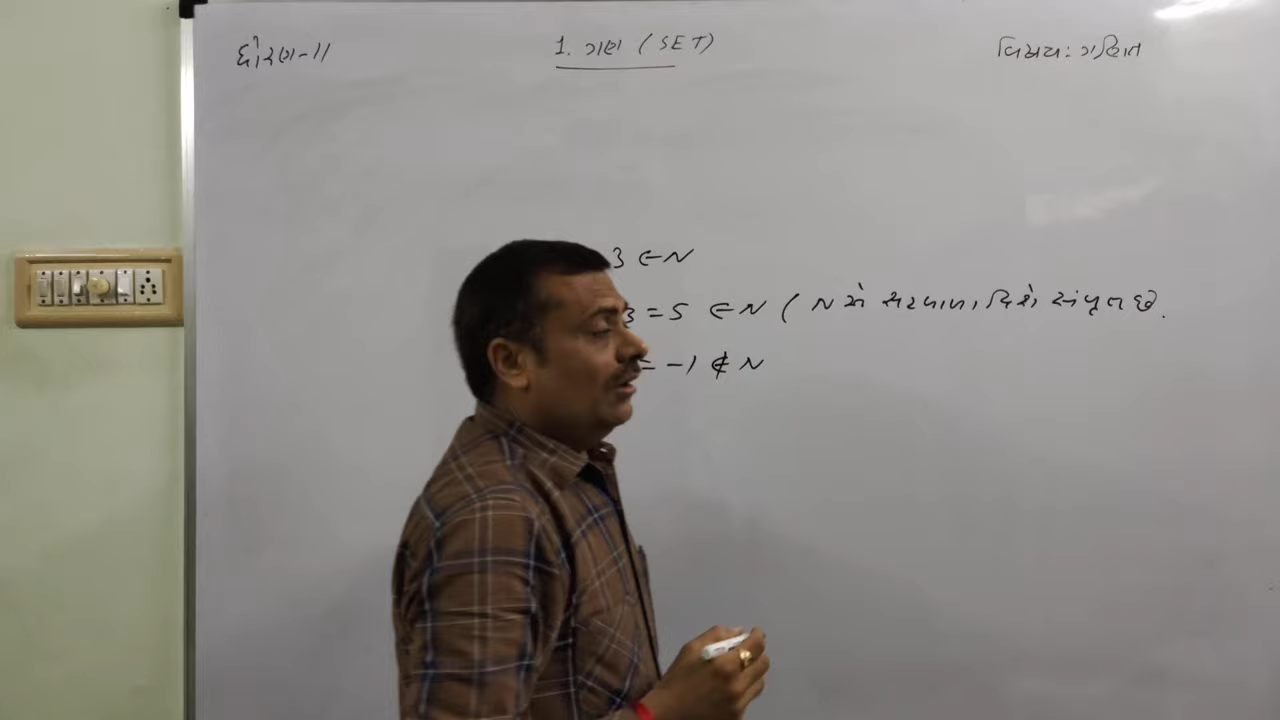 ધોરણ-11
1. ગણ (SET)
વિષય: ગણિત
3 ∈ N
3 = 5 ∈ N ( N એ સરવાળા વિશે સંવૃત છે.
= -1 ∉ N